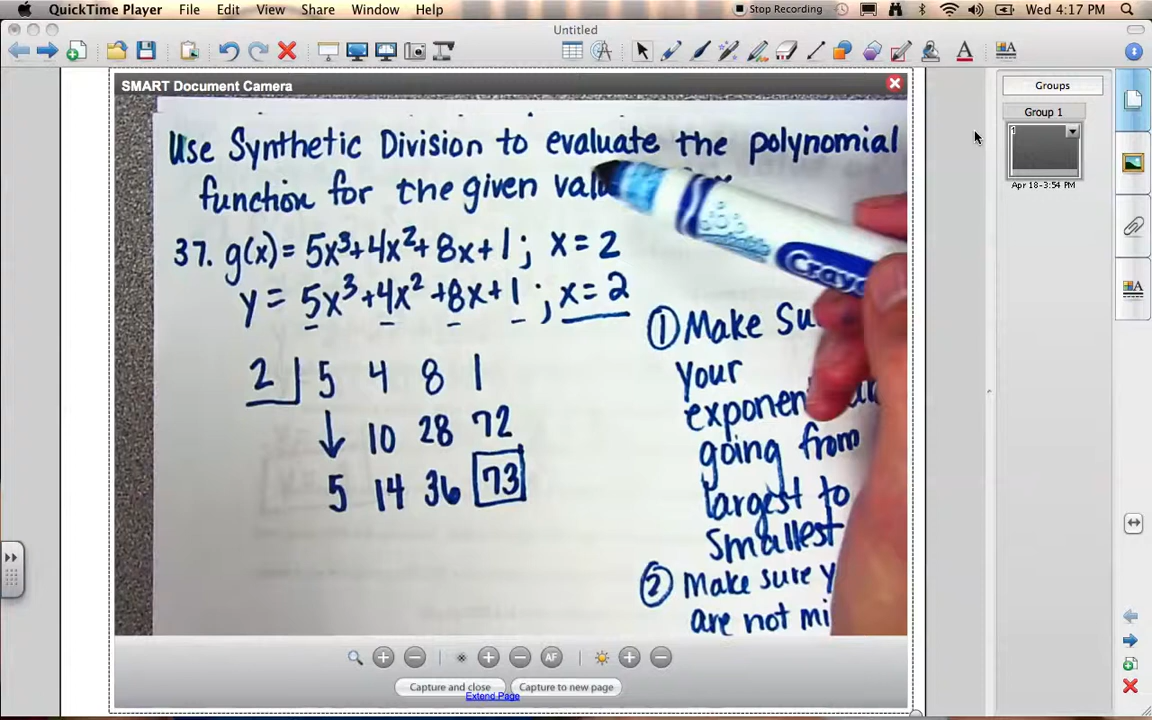 QuickTime Player File Edit View Share Window Help Stop Recording Wed 4:17 PM
Untitled
SMART Document Camera
Groups
Group 1
1
Apr 18-3:54 PM
Use Synthetic Division to evaluate the polynomial
function for the given
37. g(x)= 5x³+4x²+8x+1; x=2
y= 5x³+4x²+8x+1; x=2
2 5 4 8 1
10 28 72
5 14 36 73
① Make
your
going from
largest to
smallest
② Make sure
are not
Crayo
AF
Capture and close Capture to new page
Extend Page